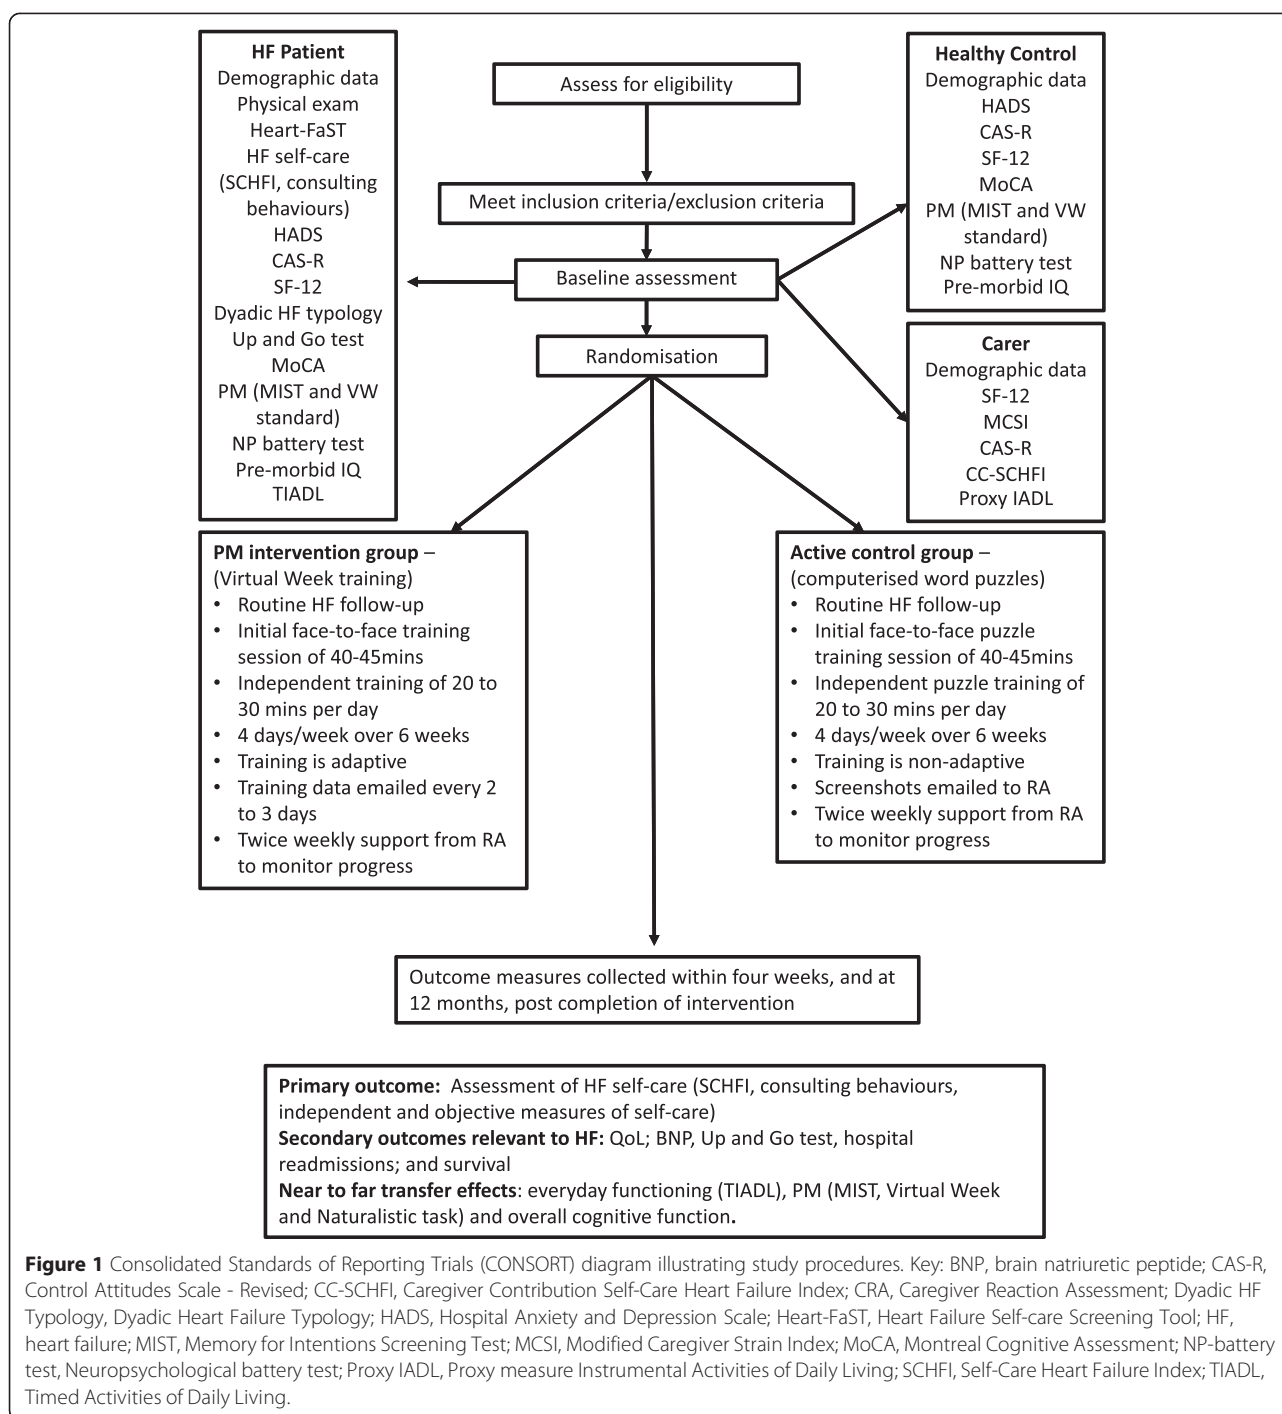 HF Patient
Demographic data
Physical exam
Heart-FaST
HF self-care
(SCHFI, consulting
behaviours)
HADS
CAS-R
SF-12
Dyadic HF typology
Up and Go test
MoCA
PM (MIST and VW
standard)
NP battery test
Pre-morbid IQ
TIADL
Assess for eligibility
Meet inclusion criteria/exclusion criteria
Baseline assessment
Randomisation
Healthy Control
Demographic data
HADS
CAS-R
SF-12
MoCA
PM (MIST and VW
standard)
NP battery test
Pre-morbid IQ
Carer
Demographic data
SF-12
MCSI
CAS-R
CC-SCHFI
Proxy IADL
PM intervention group –
(Virtual Week training)
• Routine HF follow-up
• Initial face-to-face training
session of 40-45mins
• Independent training of 20 to
30 mins per day
• 4 days/week over 6 weeks
• Training is adaptive
• Training data emailed every 2
to 3 days
• Twice weekly support from RA
to monitor progress
Active control group –
(computerised word puzzles)
• Routine HF follow-up
• Initial face-to-face puzzle
training session of 40-45mins
• Independent puzzle training of
20 to 30 mins per day
• 4 days/week over 6 weeks
• Training is non-adaptive
• Screenshots emailed to RA
• Twice weekly support from RA
to monitor progress
Outcome measures collected within four weeks, and at
12 months, post completion of intervention
Primary outcome: Assessment of HF self-care (SCHFI, consulting behaviours,
independent and objective measures of self-care)
Secondary outcomes relevant to HF: QoL; BNP, Up and Go test, hospital
readmissions; and survival
Near to far transfer effects: everyday functioning (TIADL), PM (MIST, Virtual Week
and Naturalistic task) and overall cognitive function.
Figure 1 Consolidated Standards of Reporting Trials (CONSORT) diagram illustrating study procedures. Key: BNP, brain natriuretic peptide; CAS-R,
Control Attitudes Scale - Revised; CC-SCHFI, Caregiver Contribution Self-Care Heart Failure Index; CRA, Caregiver Reaction Assessment; Dyadic HF
Typology, Dyadic Heart Failure Typology; HADS, Hospital Anxiety and Depression Scale; Heart-FaST, Heart Failure Self-care Screening Tool; HF,
heart failure; MIST, Memory for Intentions Screening Test; MCSI, Modified Caregiver Strain Index; MoCA, Montreal Cognitive Assessment; NP-battery
test, Neuropsychological battery test; Proxy IADL, Proxy measure Instrumental Activities of Daily Living; SCHFI, Self-Care Heart Failure Index; TIADL,
Timed Activities of Daily Living.